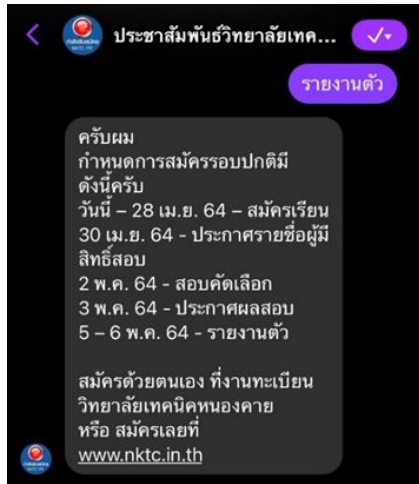 ประชาสัมพันธ์วิทยาลัยเทค...
รายงานตัว
ครับผม
กำหนดการสมัครรอบปกติมี
ดังนี้ครับ
วันนี้ – 28 เม.ย. 64 – สมัครเรียน
30 เม.ย. 64 - ประกาศรายชื่อผู้มี
สิทธิ์สอบ
2 พ.ค. 64 - สอบคัดเลือก
3 พ.ค. 64 - ประกาศผลสอบ
5 – 6 พ.ค. 64 - รายงานตัว
สมัครด้วยตนเอง ที่งานทะเบียน
วิทยาลัยเทคนิคหนองคาย
หรือ สมัครเลยที่
www.nktc.in.th